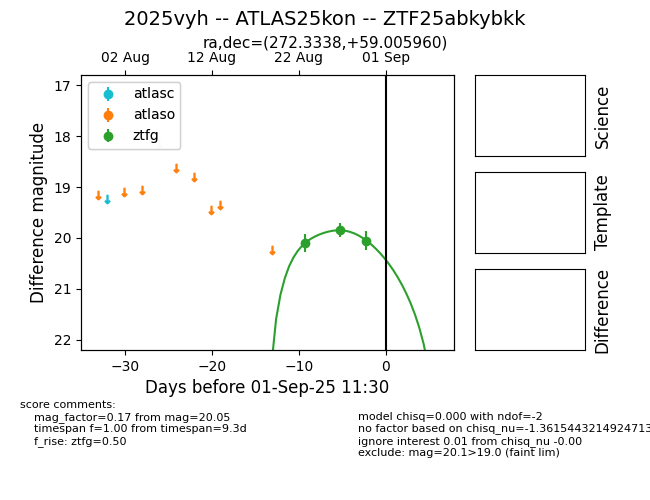 2025vyh -- ATLAS25kon -- ZTF25abkybkk
ra,dec=(272.3338,+59.005960)
02 Aug 12 Aug 22 Aug 01 Sep
atlasc
atlaso
ztfg
17
18
19
20
21
22
Difference magnitude
−30 −20 −10 0
Days before 01-Sep-25 11:30
Science
Template
Difference
score comments:
mag_factor=0.17 from mag=20.05
timespan f=1.00 from timespan=9.3d
f_rise: ztfg=0.50
model chisq=0.000 with ndof=-2
no factor based on chisq_nu=-1.3615443214924713
ignore interest 0.01 from chisq_nu -0.00
exclude: mag=20.1>19.0 (faint lim)